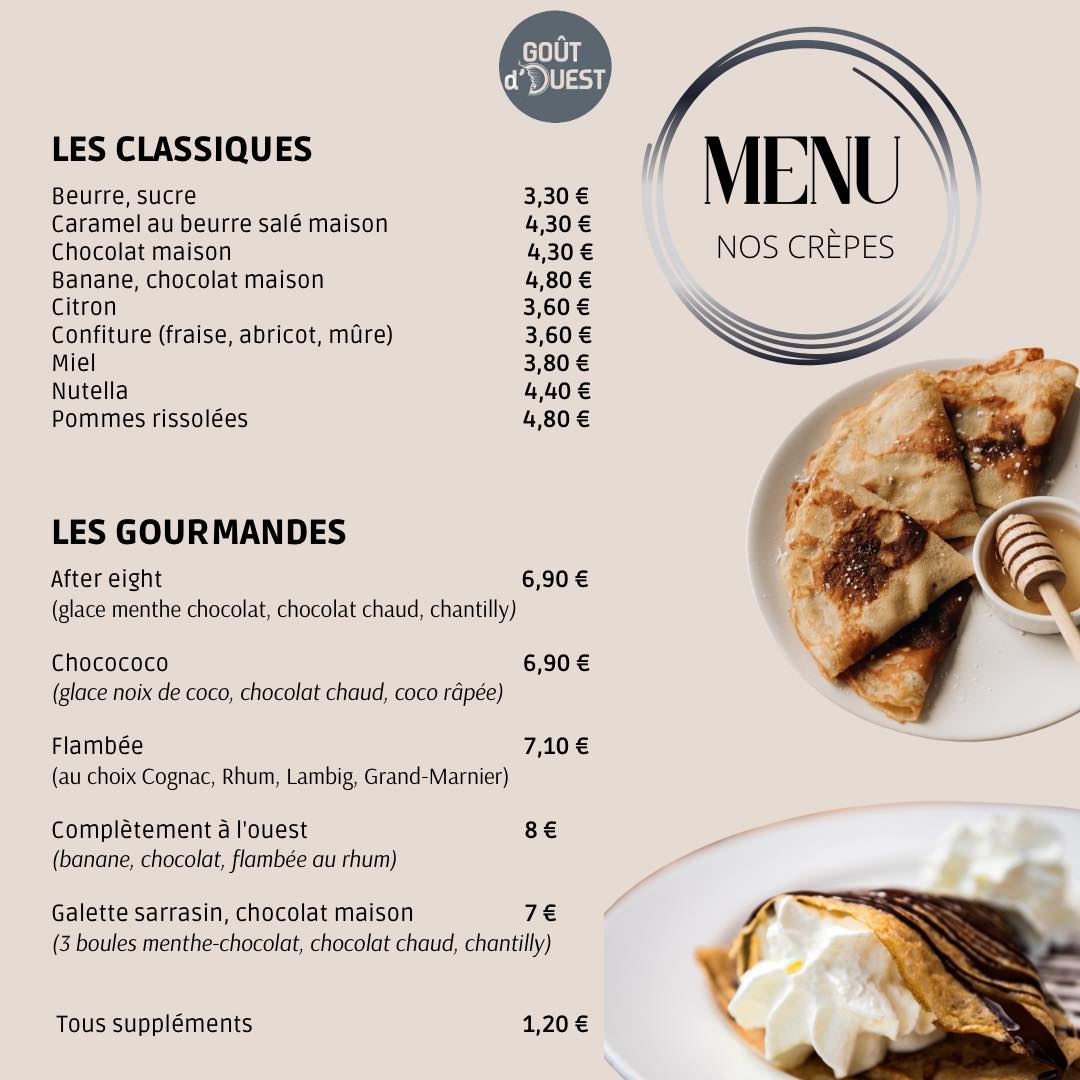 GOÛT
d'OUEST
MENU
NOS CRÈPES
LES CLASSIQUES
Beurre, sucre 3,30 €
Caramel au beurre salé maison 4,30 €
Chocolat maison 4,30 €
Banane, chocolat maison 4,80 €
Citron 3,60 €
Confiture (fraise, abricot, mûre) 3,60 €
Miel 3,80 €
Nutella 4,40 €
Pommes rissolées 4,80 €
LES GOURMANDES
After eight 6,90 €
(glace menthe chocolat, chocolat chaud, chantilly)
Chocococo 6,90 €
(glace noix de coco, chocolat chaud, coco râpée)
Flambée 7,10 €
(au choix Cognac, Rhum, Lambig, Grand-Marnier)
Complètement à l'ouest 8 €
(banane, chocolat, flambée au rhum)
Galette sarrasin, chocolat maison 7 €
(3 boules menthe-chocolat, chocolat chaud, chantilly)
Tous suppléments 1,20 €